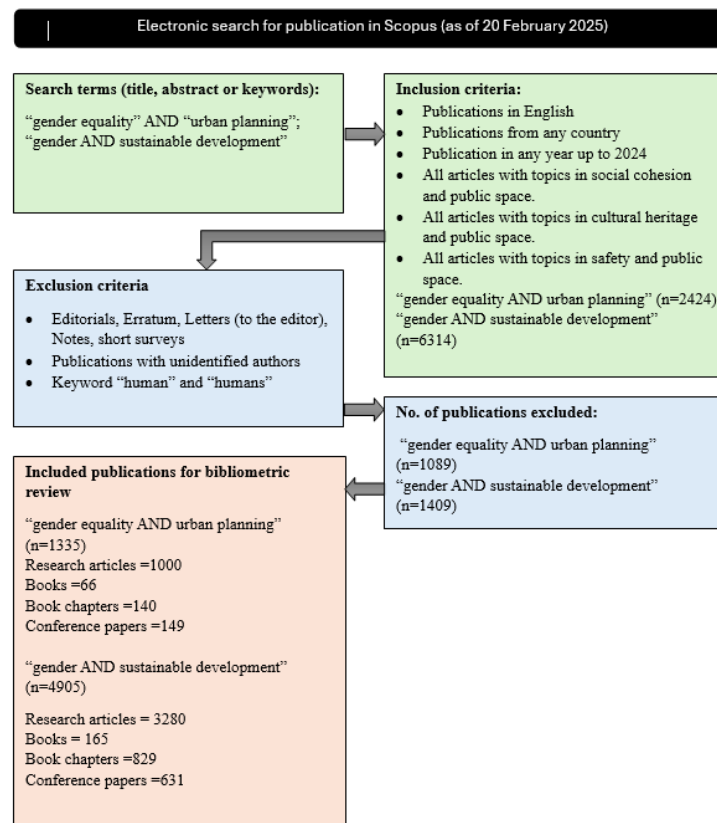 Electronic search for publication in Scopus (as of 20 February 2025)
Search terms (title, abstract or keywords):
“gender equality” AND “urban planning”;
“gender AND sustainable development”
Inclusion criteria:
• Publications in English
• Publications from any country
• Publication in any year up to 2024
• All articles with topics in social cohesion
and public space.
• All articles with topics in cultural heritage
and public space.
• All articles with topics in safety and public
space.
“gender equality AND urban planning” (n=2424)
“gender AND sustainable development”
(n=6314)
Exclusion criteria
• Editorials, Erratum, Letters (to the editor),
Notes, short surveys
• Publications with unidentified authors
• Keyword “human” and “humans”
No. of publications excluded:
“gender equality AND urban planning”
(n=1089)
“gender AND sustainable development”
(n=1409)
Included publications for bibliometric
review
“gender equality AND urban planning”
(n=1335)
Research articles =1000
Books =66
Book chapters =140
Conference papers =149
“gender AND sustainable development”
(n=4905)
Research articles = 3280
Books = 165
Book chapters =829
Conference papers =631